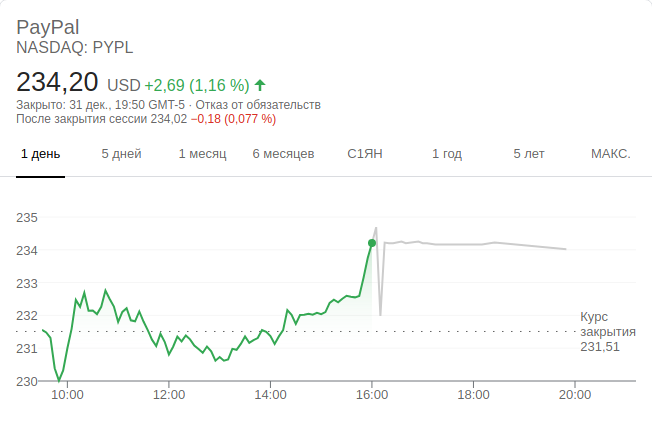 PayPal
NASDAQ: PYPL
234,20 USD +2,69 (1,16 %)
Закрыто: 31 дек., 19:50 GMT-5 · Отказ от обязательств
После закрытия сессии 234,02 −0,18 (0,077 %)
1 день 5 дней 1 месяц 6 месяцев С1ЯН 1 год 5 лет МАКС.
235
234
233
232
231
230
Курс
закрытия
231,51
10:00 12:00 14:00 16:00 18:00 20:00